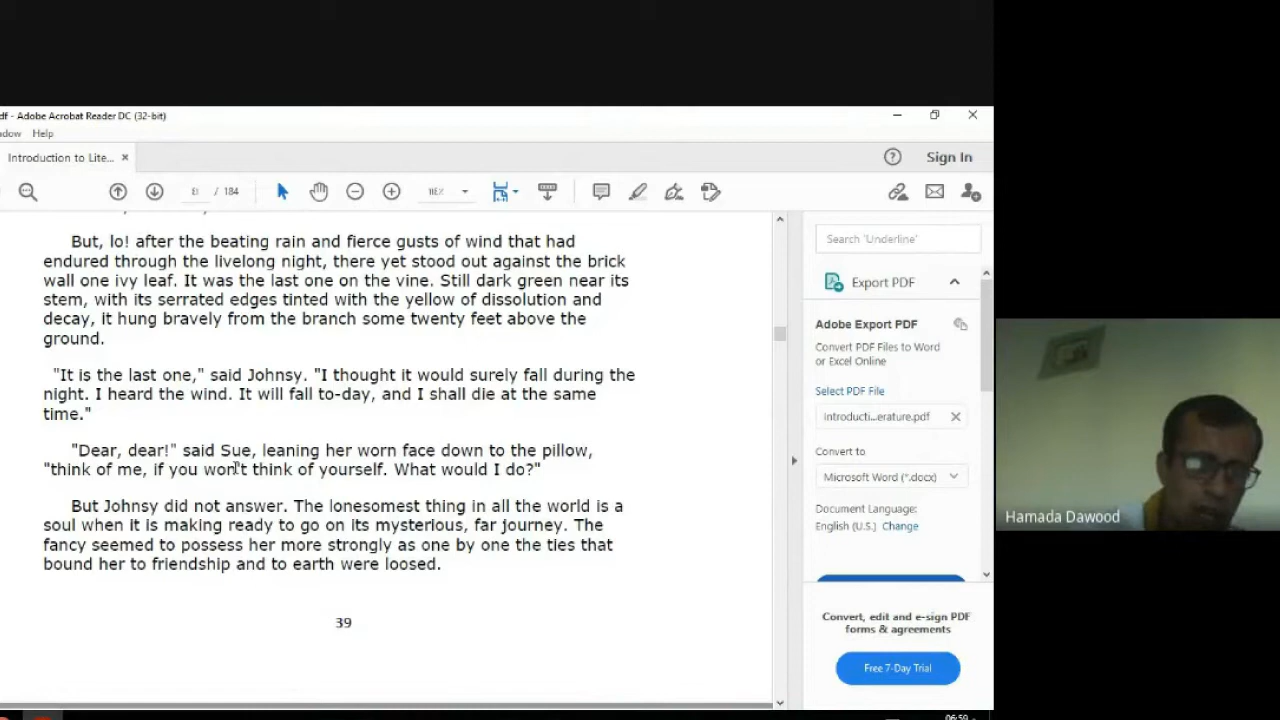 df - Adobe Acrobat Reader DC (32-bit)
dow Help
Introduction to Lite... ×
/ 184
Sign In
But, lo! after the beating rain and fierce gusts of wind that had
endured through the livelong night, there yet stood out against the brick
wall one ivy leaf. It was the last one on the vine. Still dark green near its
stem, with its serrated edges tinted with the yellow of dissolution and
decay, it hung bravely from the branch some twenty feet above the
ground.
"It is the last one," said Johnsy. "I thought it would surely fall during the
night. I heard the wind. It will fall to-day, and I shall die at the same
time."
"Dear, dear!" said Sue, leaning her worn face down to the pillow,
"think of me, if you won't think of yourself. What would I do?"
But Johnsy did not answer. The lonesomest thing in all the world is a
soul when it is making ready to go on its mysterious, far journey. The
fancy seemed to possess her more strongly as one by one the ties that
bound her to friendship and to earth were loosed.
39
Search 'Underline'
Export PDF
Adobe Export PDF
Convert PDF Files to Word
or Excel Online
Select PDF File
Introducti...erature.pdf
Convert to
Microsoft Word (*.docx)
Document Language:
English (U.S.) Change
Convert, edit and e-sign PDF
forms & agreements
Free 7-Day Trial
Hamada Dawood
06:59